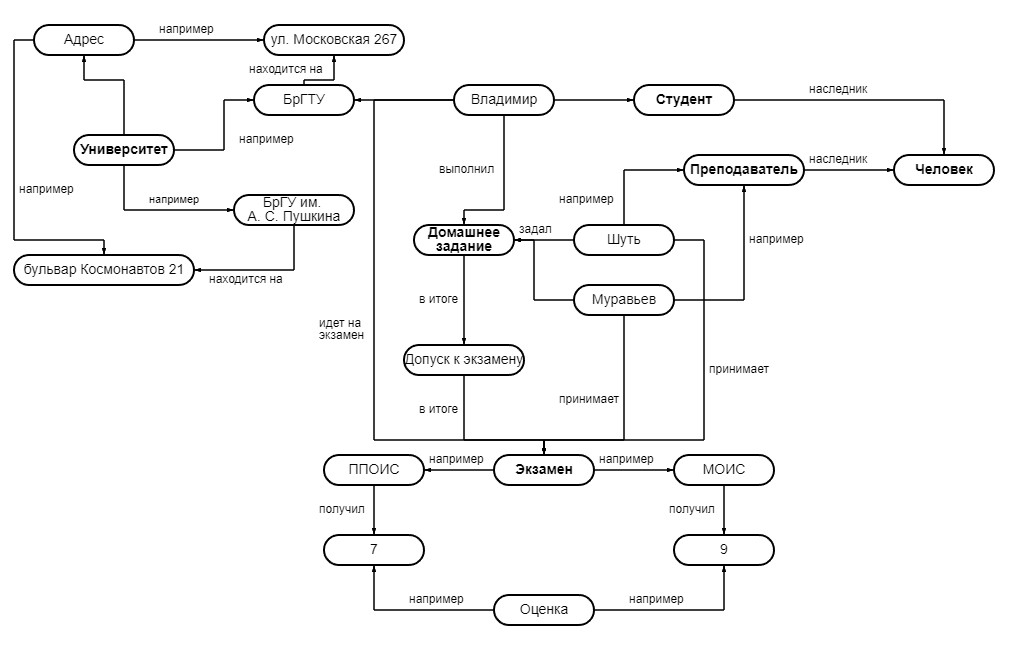 например
Адрес
ул. Московская 267
находится на
БрГТУ
Владимир
Студент
наследник
Университет
например
выполнил
Преподаватель
наследник
Человек
например
например
БрГУ им.
А. С. Пушкина
например
Домашнее
задание
задал
Шуть
например
бульвар Космонавтов 21
находится на
в итоге
Муравьев
идет на
экзамен
Допуск к экзамену
принимает
в итоге
принимает
ППОИС
например
Экзамен
например
МОИС
получил
получил
7
9
например
Оценка
например